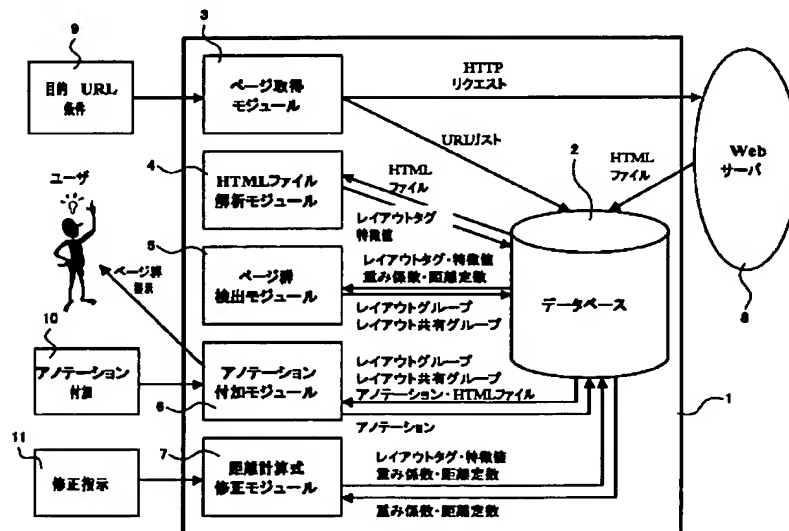 9
目的 URL
条件
3
ページ取得
モジュール
HTTP
リクエスト
URLリスト
2
HTML
ファイル
Web
サーバ
8
ユーザ
4
HTMLファイル
解析モジュール
HTML
ファイル
レイアウトタグ
特徴値
5
ページ群
検出モジュール
レイアウトタグ・特徴値
重み係数・距離定数
レイアウトグループ
レイアウト共有グループ
データベース
ページ群
10
アノテーション
付加
アノテーション
付加モジュール
6
レイアウトグループ
レイアウト共有グループ
アノテーション・HTMLファイル
アノテーション
1
11
修正指示
7
距離計算式
修正モジュール
レイアウトタグ・特徴値
重み係数・距離定数
重み係数・距離定数